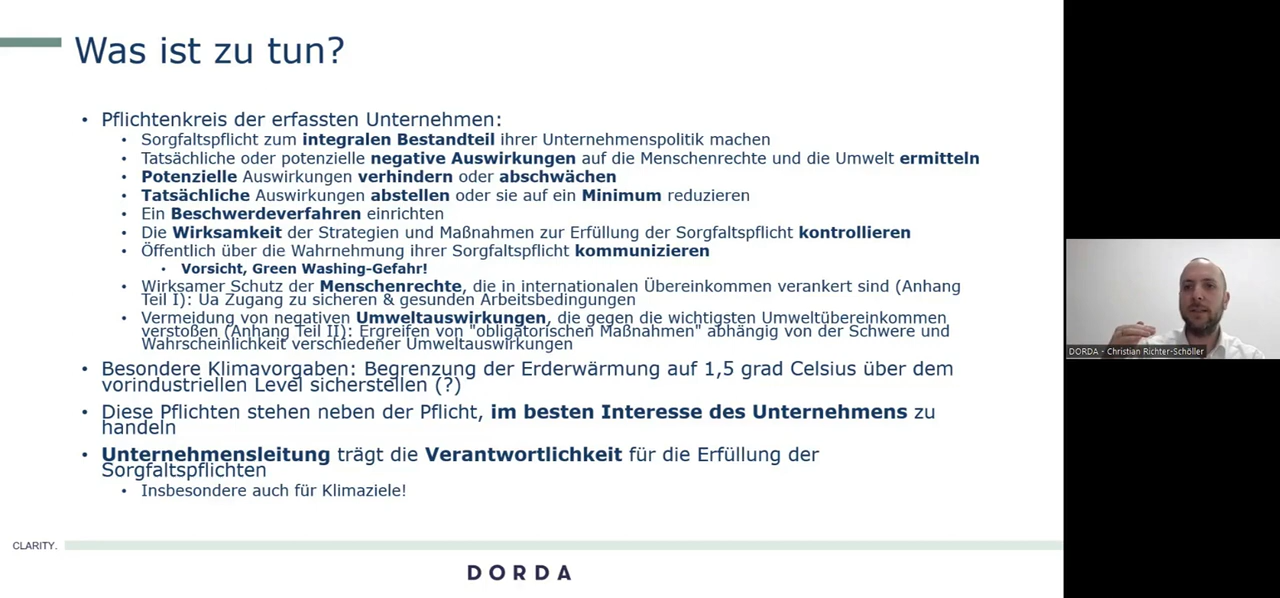 Was ist zu tun?
• Pflichtenkreis der erfassten Unternehmen:
• Sorgfaltspflicht zum integralen Bestandteil ihrer Unternehmenspolitik machen
• Tatsächliche oder potenzielle negative Auswirkungen auf die Menschenrechte und die Umwelt ermitteln
• Potenzielle Auswirkungen verhindern oder abschwächen
• Tatsächliche Auswirkungen abstellen oder sie auf ein Minimum reduzieren
• Ein Beschwerdeverfahren einrichten
• Die Wirksamkeit der Strategien und Maßnahmen zur Erfüllung der Sorgfaltspflicht kontrollieren
• Öffentlich über die Wahrnehmung ihrer Sorgfaltspflicht kommunizieren
• Vorsicht, Green Washing-Gefahr!
• Wirksamer Schutz der Menschenrechte, die in internationalen Übereinkommen verankert sind (Anhang
Teil I): Ua Zugang zu sicheren & gesunden Arbeitsbedingungen
• Vermeidung von negativen Umweltauswirkungen, die gegen die wichtigsten Umweltübereinkommen
verstoßen (Anhang Teil II): Ergreifen von "obligatorischen Maßnahmen" abhängig von der Schwere und
Wahrscheinlichkeit verschiedener Umweltauswirkungen
• Besondere Klimavorgaben: Begrenzung der Erderwärmung auf 1,5 grad Celsius über dem
vorindustriellen Level sicherstellen (?)
• Diese Pflichten stehen neben der Pflicht, im besten Interesse des Unternehmens zu
handeln
• Unternehmensleitung trägt die Verantwortlichkeit für die Erfüllung der
Sorgfaltspflichten
• Insbesondere auch für Klimaziele!
CLARITY.
DORDA
DORDA - Christian Richter-Schöller